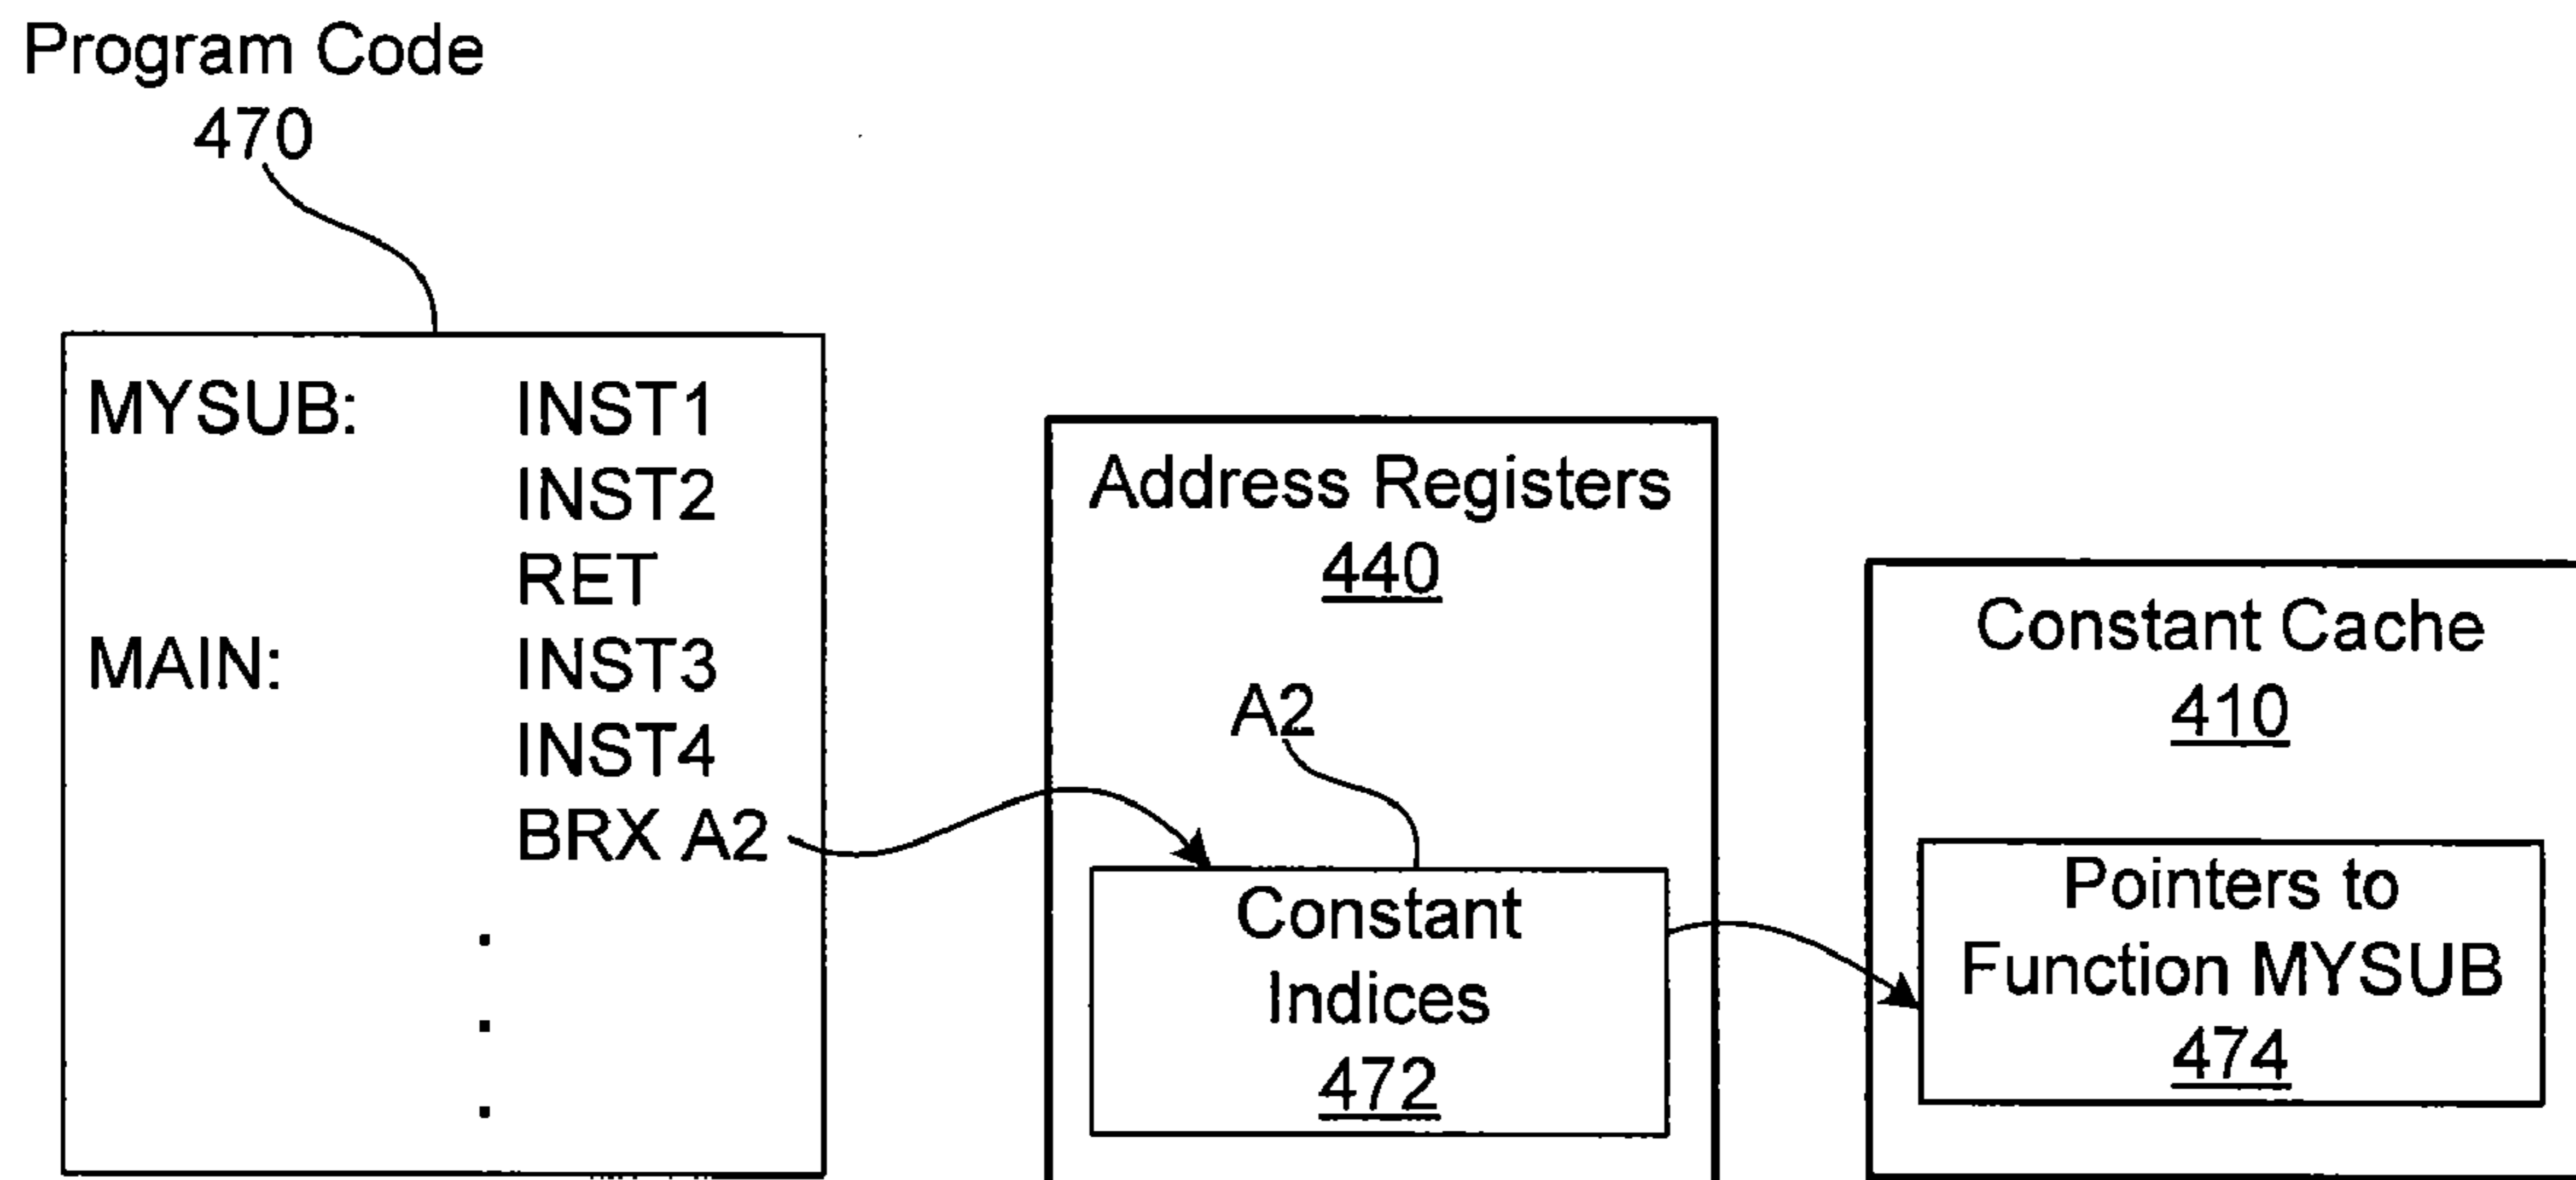 Program Code
470
MYSUB: INST1
INST2
RET
MAIN: INST3
INST4
BRX A2
.
.
.
Address Registers
440
A2
Constant
Indices
472
Constant Cache
410
Pointers to
Function MYSUB
474